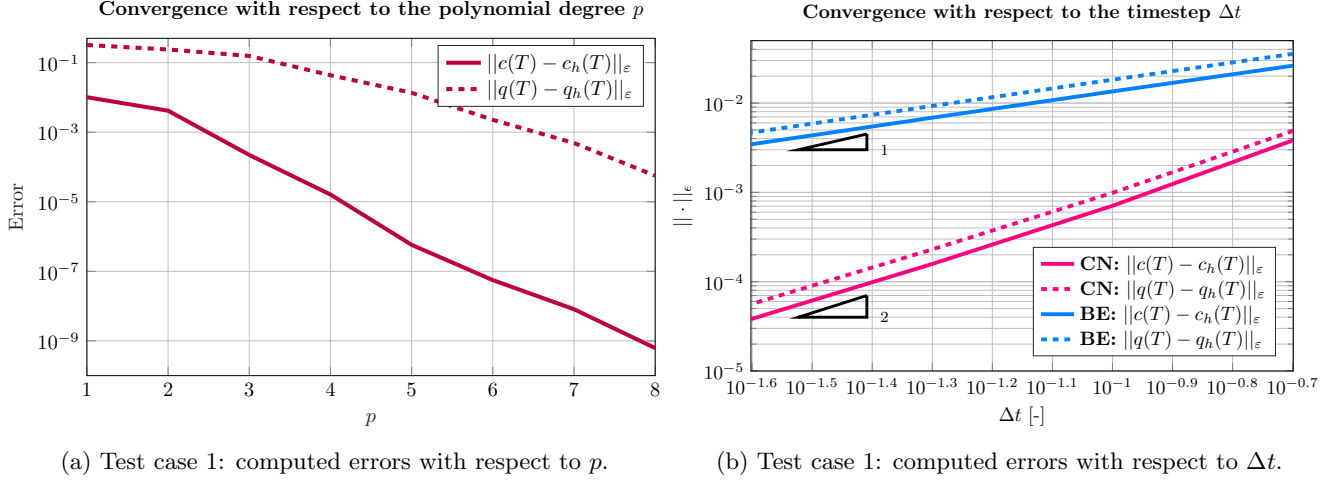 Convergence with respect to the polynomial degree p
10^{-1}
10^{-3}
10^{-5}
10^{-7}
10^{-9}
Error
||c(T) − c_h(T)||_ε
||q(T) − q_h(T)||_ε
1 2 3 4 5 6 7 8
p
(a) Test case 1: computed errors with respect to p.
Convergence with respect to the timestep Δt
10^{-2}
10^{-3}
10^{-4}
10^{-5}
|| · ||_ϵ
1
2
CN: ||c(T) − c_h(T)||_ε
CN: ||q(T) − q_h(T)||_ε
BE: ||c(T) − c_h(T)||_ε
BE: ||q(T) − q_h(T)||_ε
10^{-1.6} 10^{-1.5} 10^{-1.4} 10^{-1.3} 10^{-1.2} 10^{-1.1} 10^{-1} 10^{-0.9} 10^{-0.8} 10^{-0.7}
Δt [-]
(b) Test case 1: computed errors with respect to Δt.